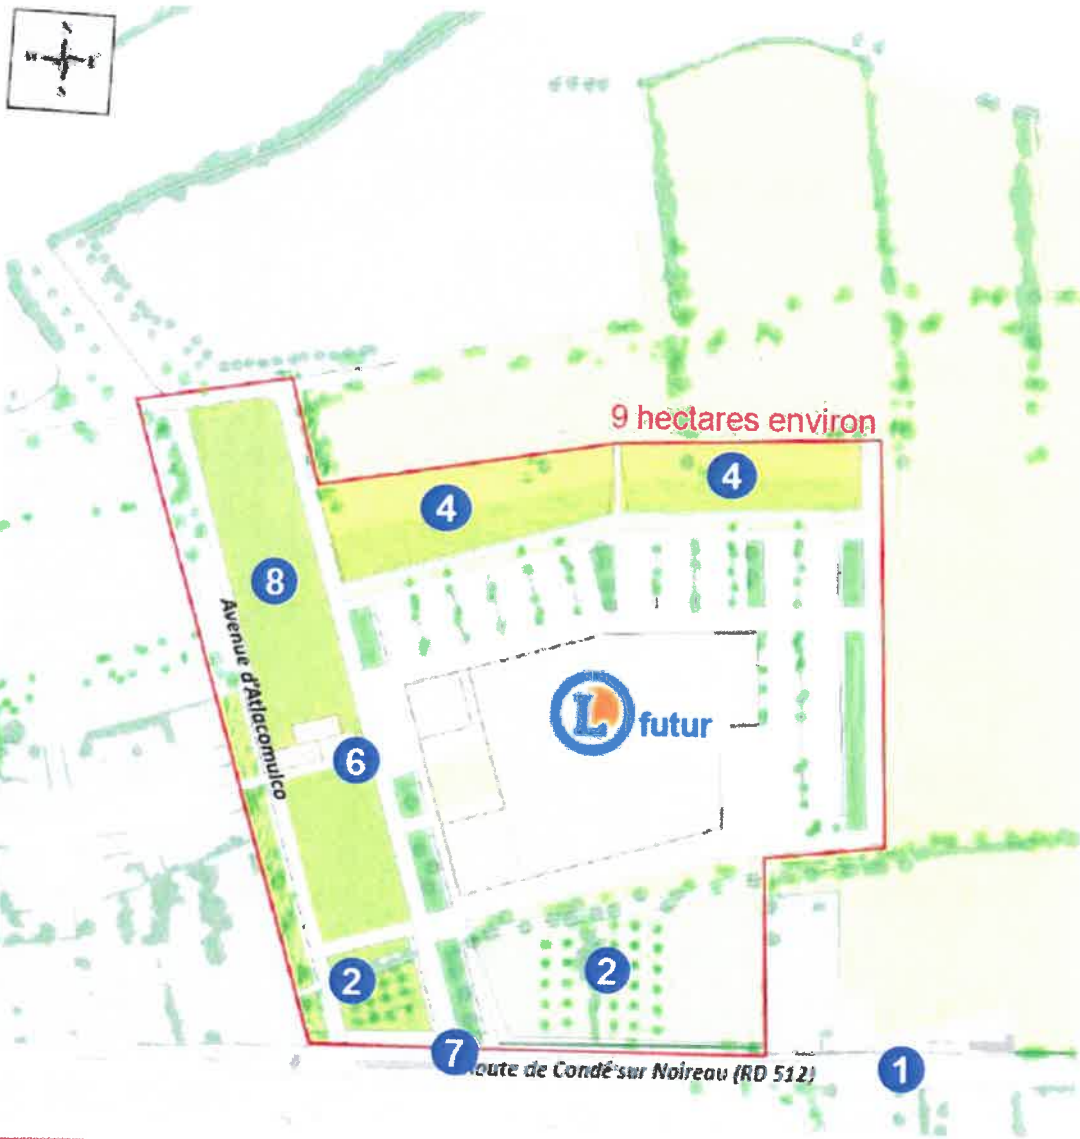 9 hectares environ
4
4
8
Avenue d'Atlacomulco
L futur
6
2
2
7
Route de Condé sur Noireau (RD 512)
1